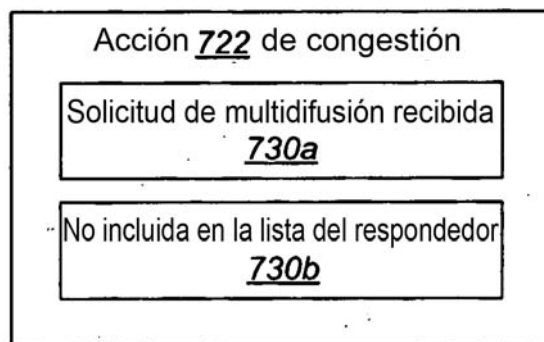 Acción 722 de congestión
Solicitud de multidifusión recibida
730a
No incluida en la lista del respondedor
730b